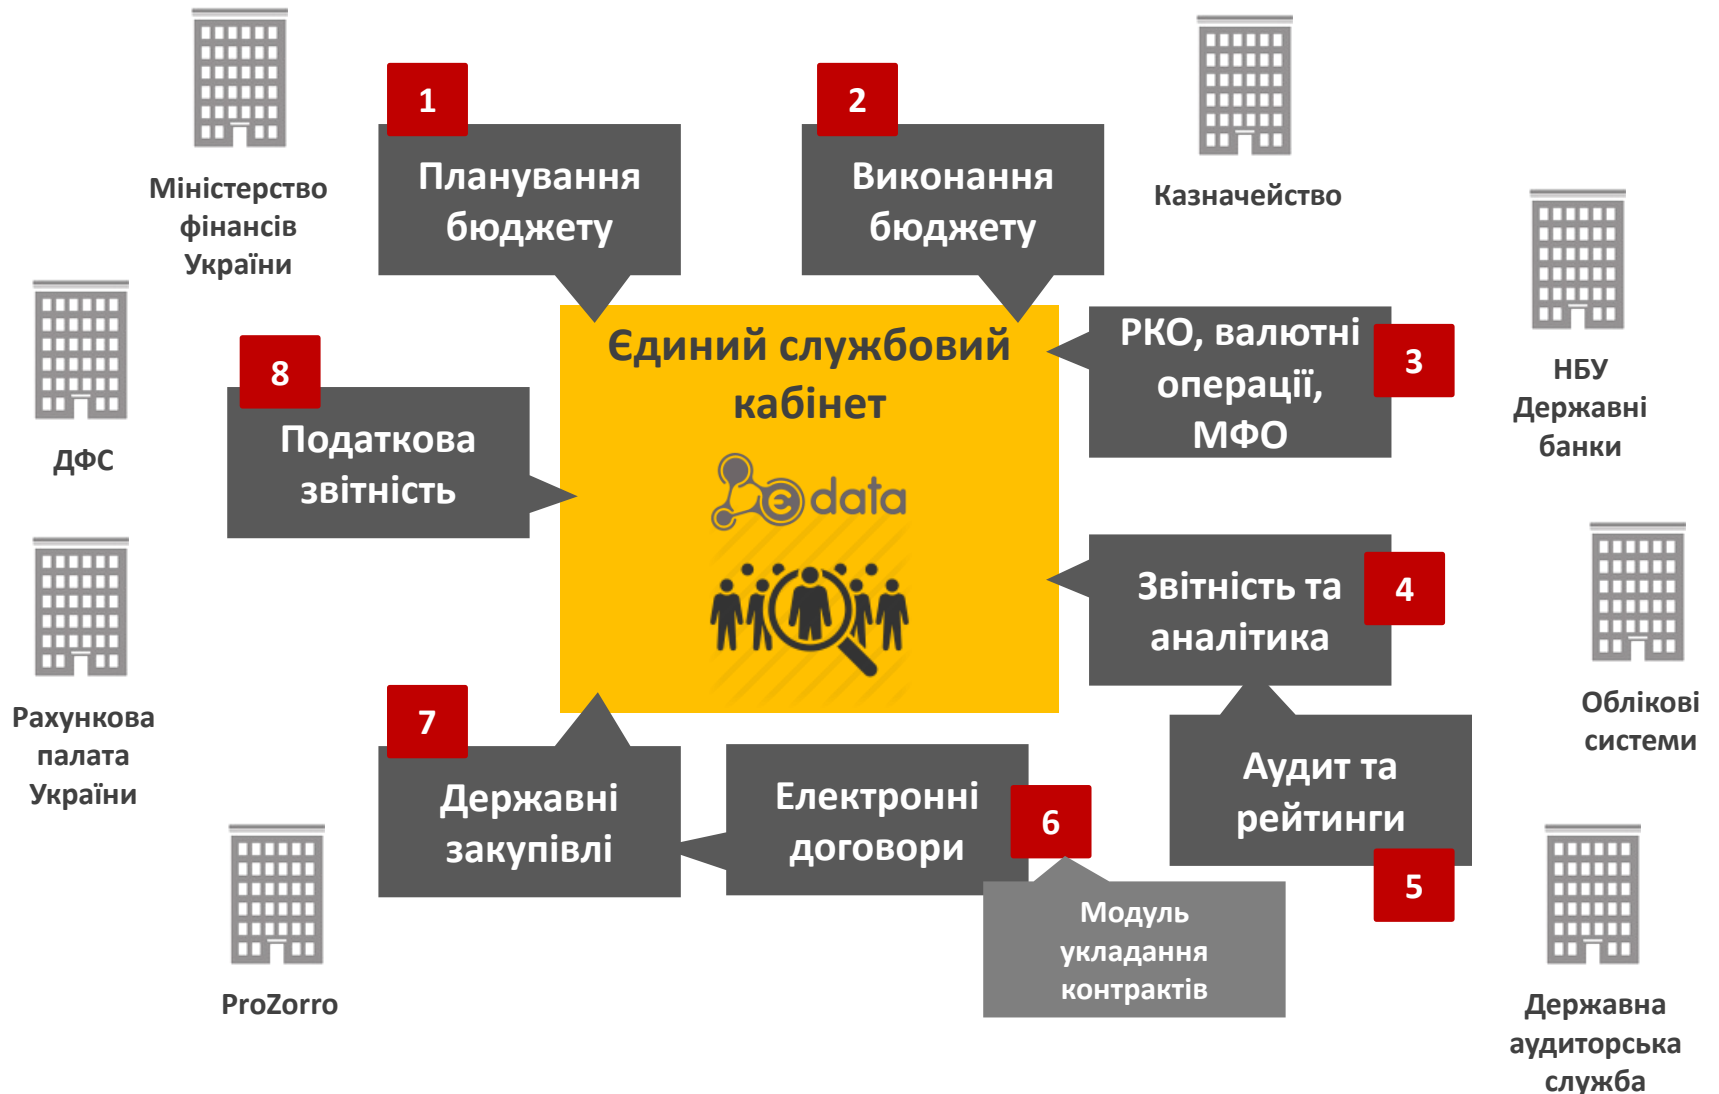 Міністерство
фінансів
України
1
Планування
бюджету
2
Виконання
бюджету
Казначейство
Єдиний службовий
кабінет
єdata
3
РКО, валютні
операції,
МФО
НБУ
Державні
банки
8
Податкова
звітність
ДФС
4
Звітність та
аналітика
Облікові
системи
Рахункова
палата
України
7
Державні
закупівлі
Електронні
договори
6
Модуль
укладання
контрактів
Аудит та
рейтинги
5
ProZorro
Державна
аудиторська
служба